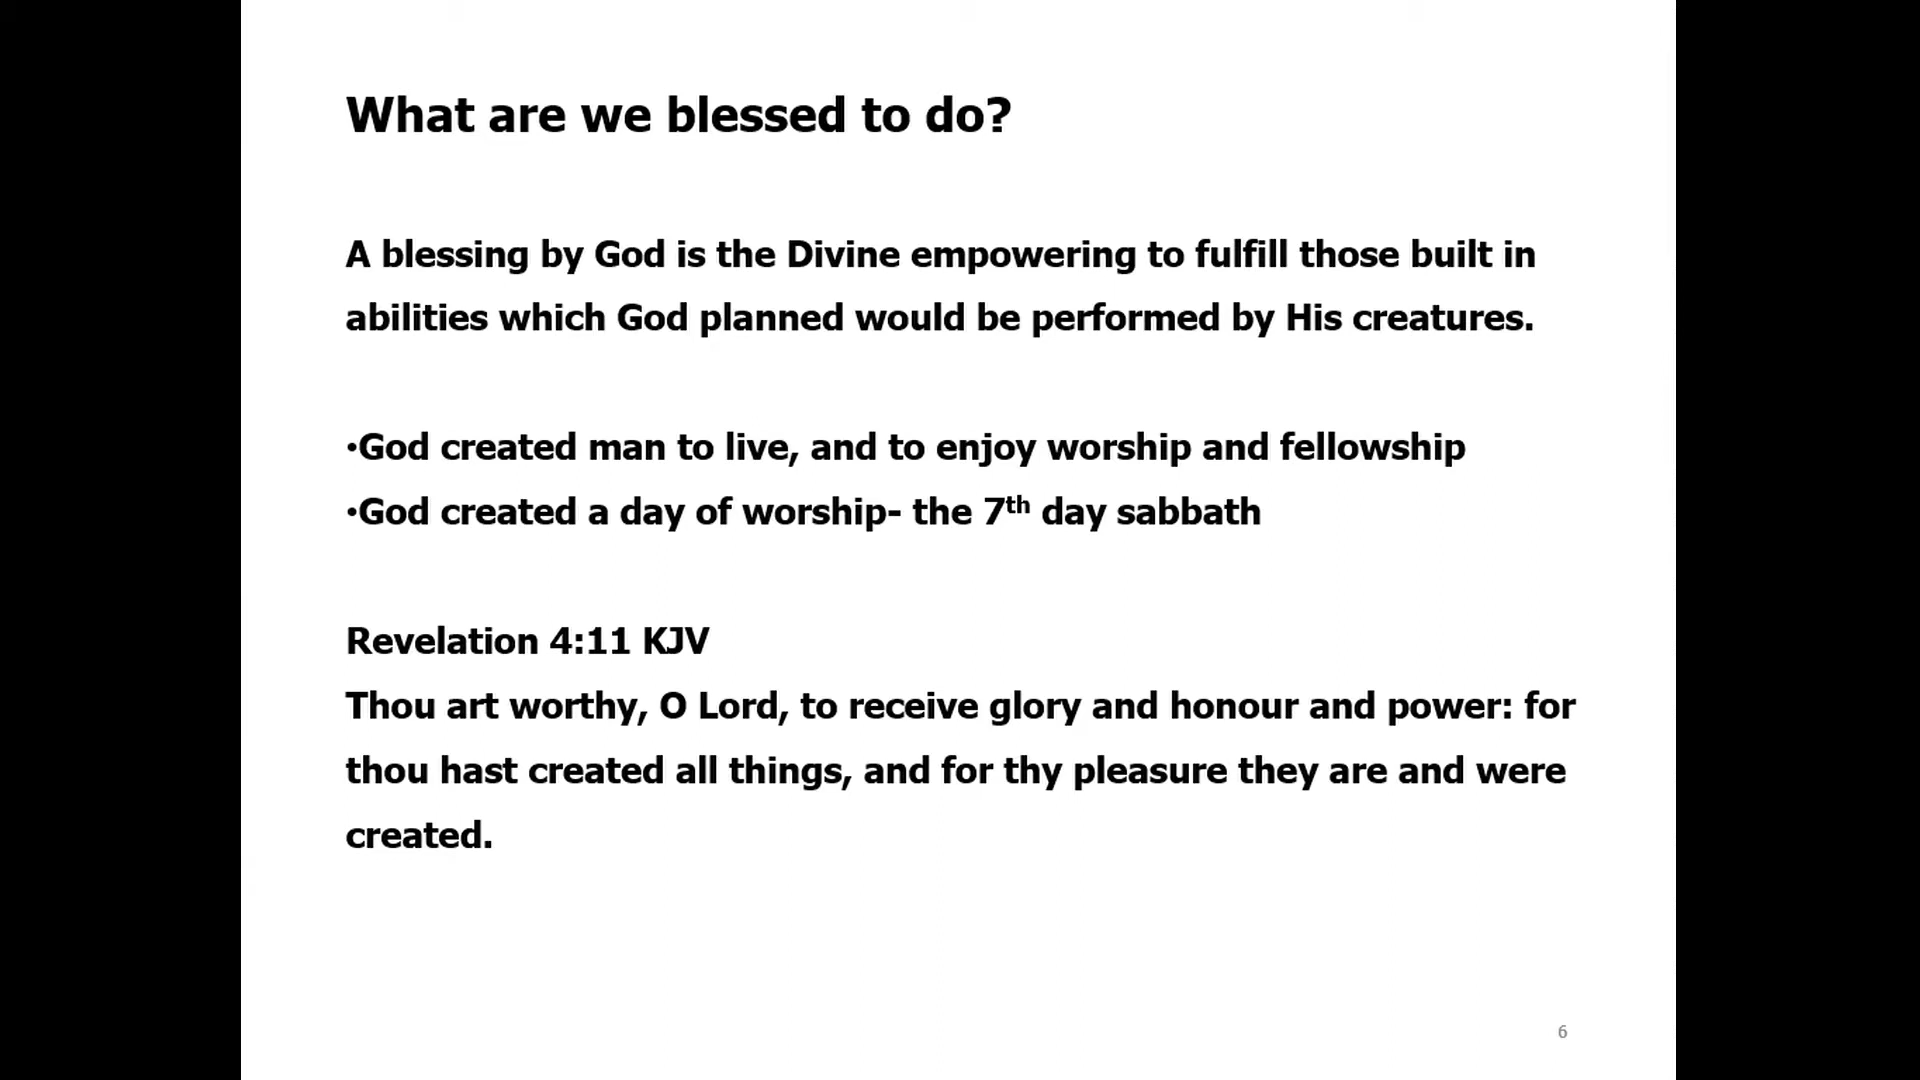 What are we blessed to do?
A blessing by God is the Divine empowering to fulfill those built in
abilities which God planned would be performed by His creatures.
•God created man to live, and to enjoy worship and fellowship
•God created a day of worship- the 7th day sabbath
Revelation 4:11 KJV
Thou art worthy, O Lord, to receive glory and honour and power: for
thou hast created all things, and for thy pleasure they are and were
created.
6